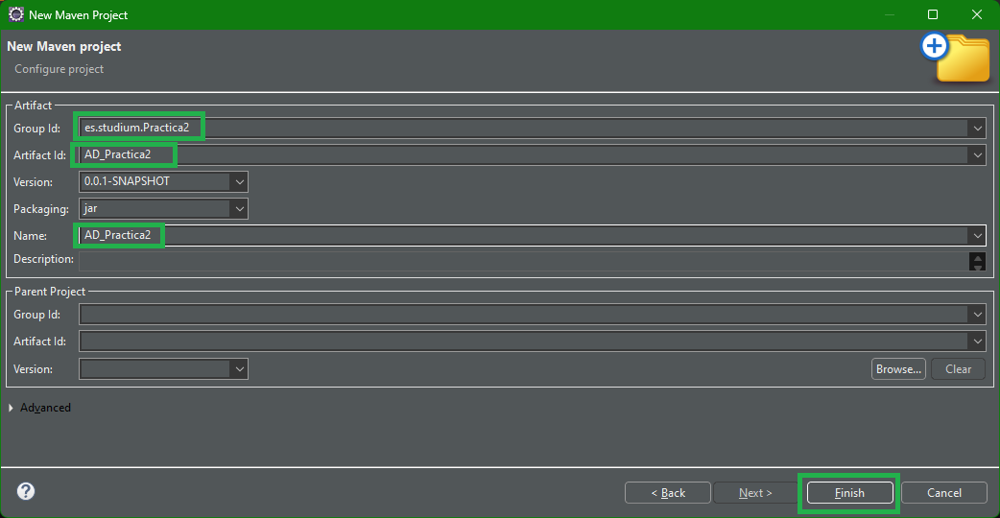 New Maven Project
New Maven project
Configure project
Artifact
Group Id: es.studium.Practica2
Artifact Id: AD_Practica2
Version: 0.0.1-SNAPSHOT
Packaging: jar
Name: AD_Practica2
Description:
Parent Project
Group Id:
Artifact Id:
Version:
Browse... Clear
Advanced
? < Back Next > Finish Cancel